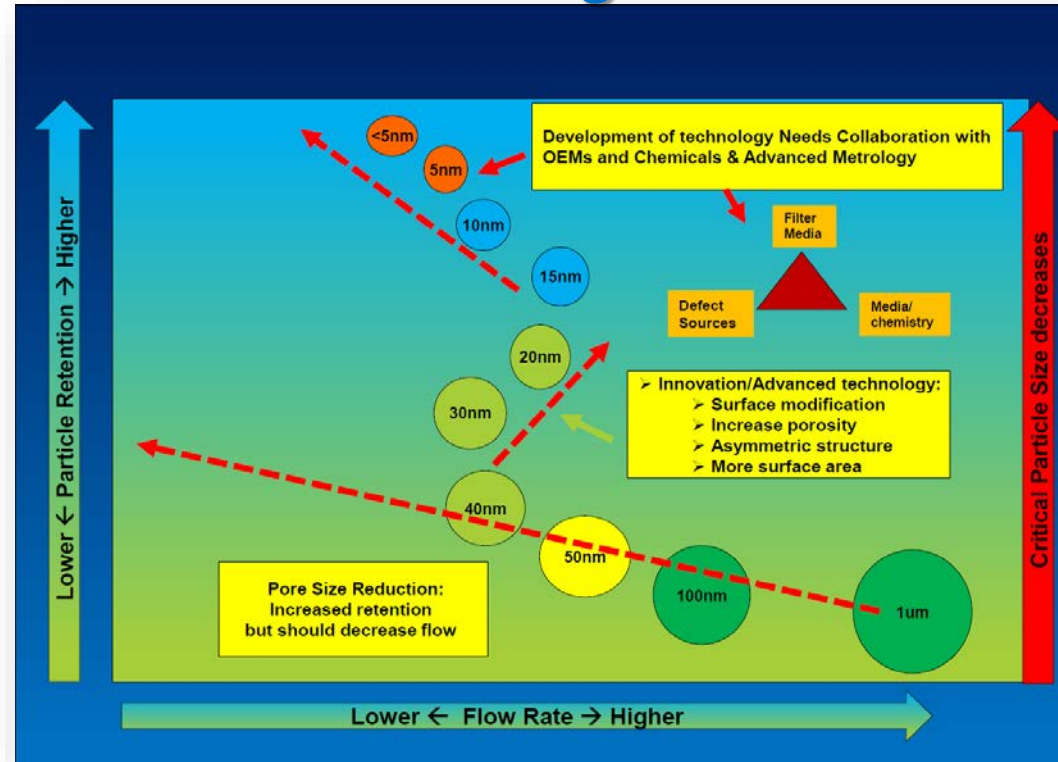 <5nm
5nm
10nm
15nm
20nm
30nm
40nm
50nm
100nm
1um
Development of technology Needs Collaboration with
OEMs and Chemicals & Advanced Metrology
Filter
Media
Defect
Sources
Media/
chemistry
➢ Innovation/Advanced technology:
➢ Surface modification
➢ Increase porosity
➢ Asymmetric structure
➢ More surface area
Pore Size Reduction:
Increased retention
but should decrease flow
Lower ← Particle Retention → Higher
Critical Particle Size decreases
Lower ← Flow Rate → Higher